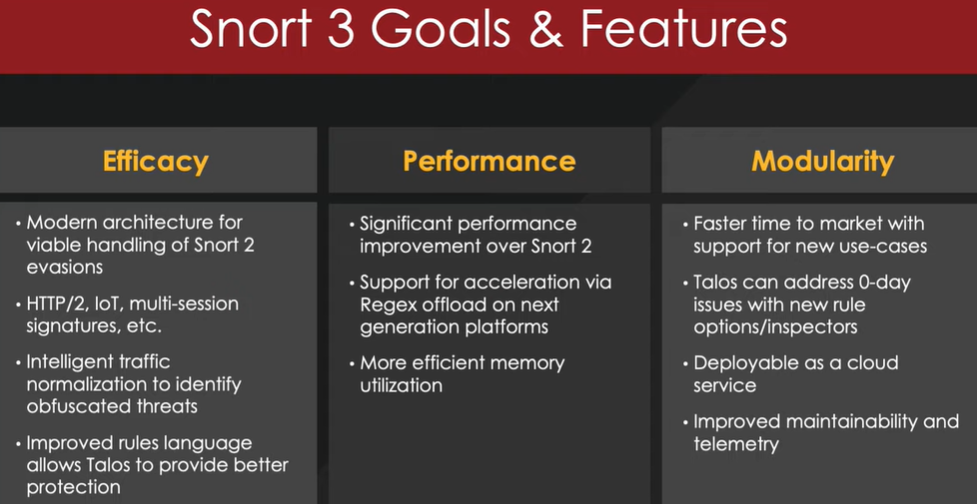 Snort 3 Goals & Features
Efficacy
• Modern architecture for
viable handling of Snort 2
evasions
• HTTP/2, IoT, multi-session
signatures, etc.
• Intelligent traffic
normalization to identify
obfuscated threats
• Improved rules language
allows Talos to provide better
protection
Performance
• Significant performance
improvement over Snort 2
• Support for acceleration via
Regex offload on next
generation platforms
• More efficient memory
utilization
Modularity
• Faster time to market with
support for new use-cases
• Talos can address 0-day
issues with new rule
options/inspectors
• Deployable as a cloud
service
• Improved maintainability and
telemetry